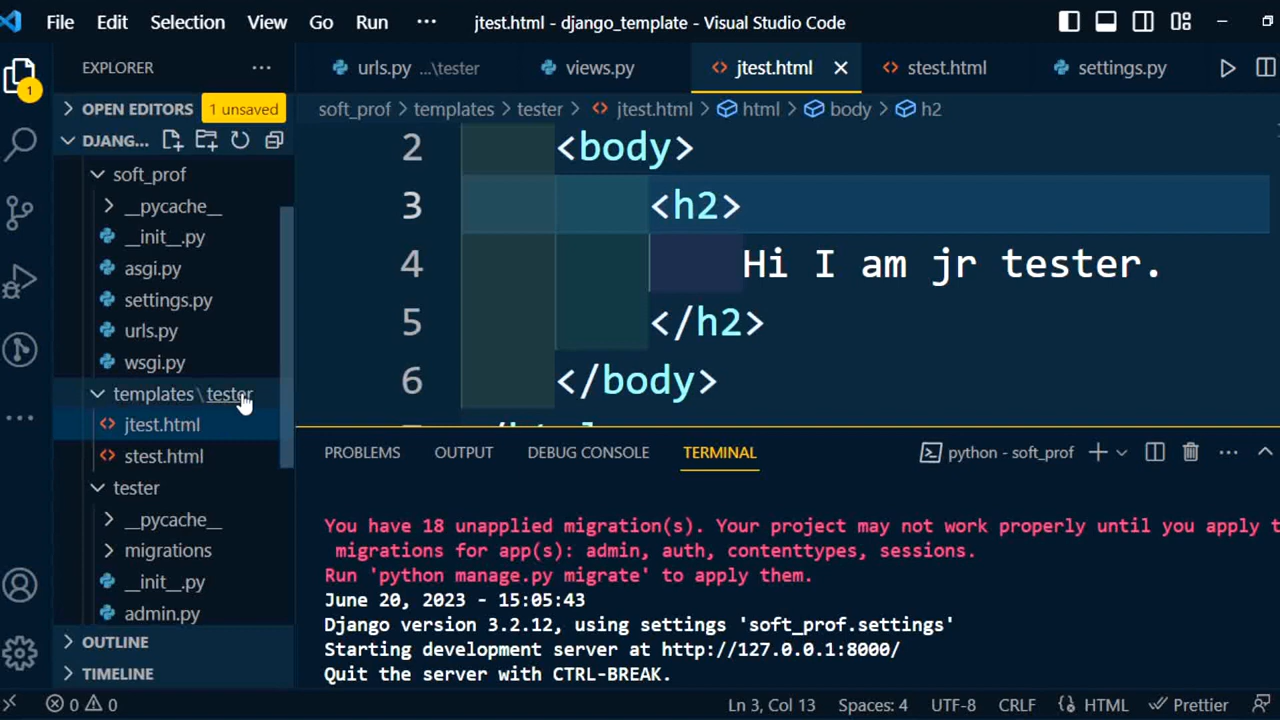 File Edit Selection View Go Run ··· jtest.html - django_template - Visual Studio Code
EXPLORER ···
1
OPEN EDITORS 1 unsaved
DJANG...
soft_prof
__pycache__
__init__.py
asgi.py
settings.py
urls.py
wsgi.py
templates\tester
jtest.html
stest.html
tester
__pycache__
migrations
__init__.py
admin.py
OUTLINE
TIMELINE
urls.py ...\tester views.py jtest.html stest.html settings.py
soft_prof > templates > tester > jtest.html > html > body > h2
2 <body>
3 <h2>
4 Hi I am jr tester.
5 </h2>
6 </body>
PROBLEMS OUTPUT DEBUG CONSOLE TERMINAL python - soft_prof
You have 18 unapplied migration(s). Your project may not work properly until you apply t
migrations for app(s): admin, auth, contenttypes, sessions.
Run 'python manage.py migrate' to apply them.
June 20, 2023 - 15:05:43
Django version 3.2.12, using settings 'soft_prof.settings'
Starting development server at http://127.0.0.1:8000/
Quit the server with CTRL-BREAK.
0 0 Ln 3, Col 13 Spaces: 4 UTF-8 CRLF HTML Prettier